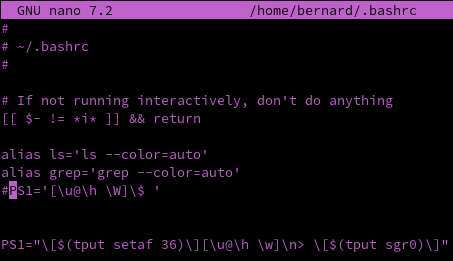 GNU nano 7.2 /home/bernard/.bashrc
#
# ~/.bashrc
#
# If not running interactively, don't do anything
[[ $- != *i* ]] && return
alias ls='ls --color=auto'
alias grep='grep --color=auto'
#PS1='[\u@\h \W]\$ '
PS1="\[$(tput setaf 36)\][\u@\h \w]\n> \[$(tput sgr0)\]"